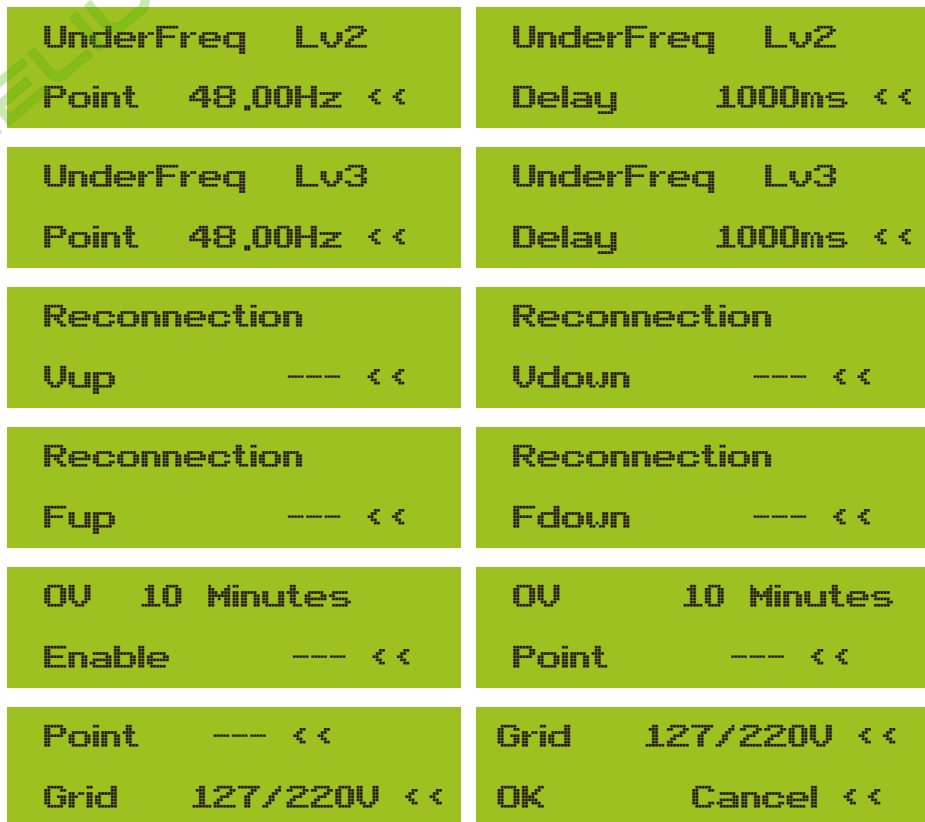 UnderFreq Lv2
Point 48.00Hz <<
UnderFreq Lv2
Delay 1000ms <<
UnderFreq Lv3
Point 48.00Hz <<
UnderFreq Lv3
Delay 1000ms <<
Reconnection
Vup --- <<
Reconnection
Vdown --- <<
Reconnection
Fup --- <<
Reconnection
Fdown --- <<
OV 10 Minutes
Enable --- <<
OV 10 Minutes
Point --- <<
Point --- <<
Grid 127/220V <<
Grid 127/220V <<
OK Cancel <<